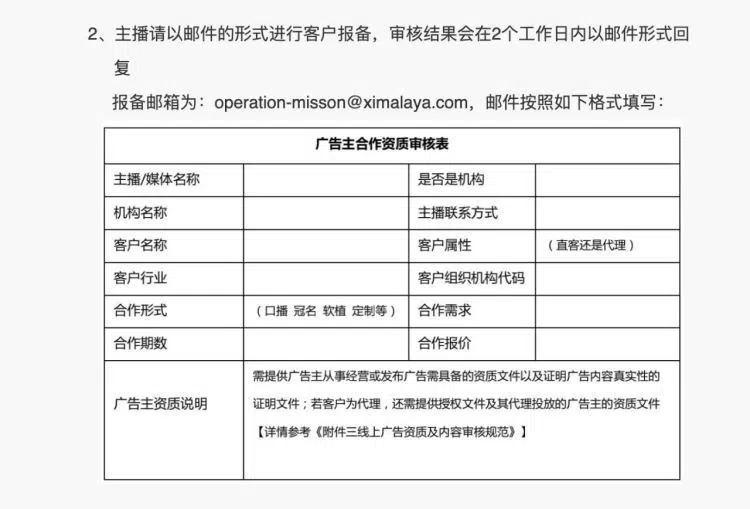 2、主播请以邮件的形式进行客户报备，审核结果会在2个工作日内以邮件形式回
复
报备邮箱为：operation-misson@ximalaya.com，邮件按照如下格式填写：
广告主合作资质审核表
主播/媒体名称 是否是机构
机构名称 主播联系方式
客户名称 客户属性 （直客还是代理）
客户行业 客户组织机构代码
合作形式 （口播 冠名 软植 定制等） 合作需求
合作期数 合作报价
需提供广告主从事经营或发布广告需具备的资质文件以及证明广告内容真实性的
广告主资质说明 证明文件；若客户为代理，还需提供授权文件及其代理投放的广告主的资质文件
【详情参考《附件三线上广告资质及内容审核规范》】